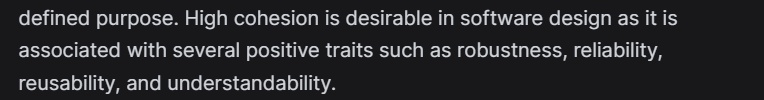 defined purpose. High cohesion is desirable in software design as it is
associated with several positive traits such as robustness, reliability,
reusability, and understandability.